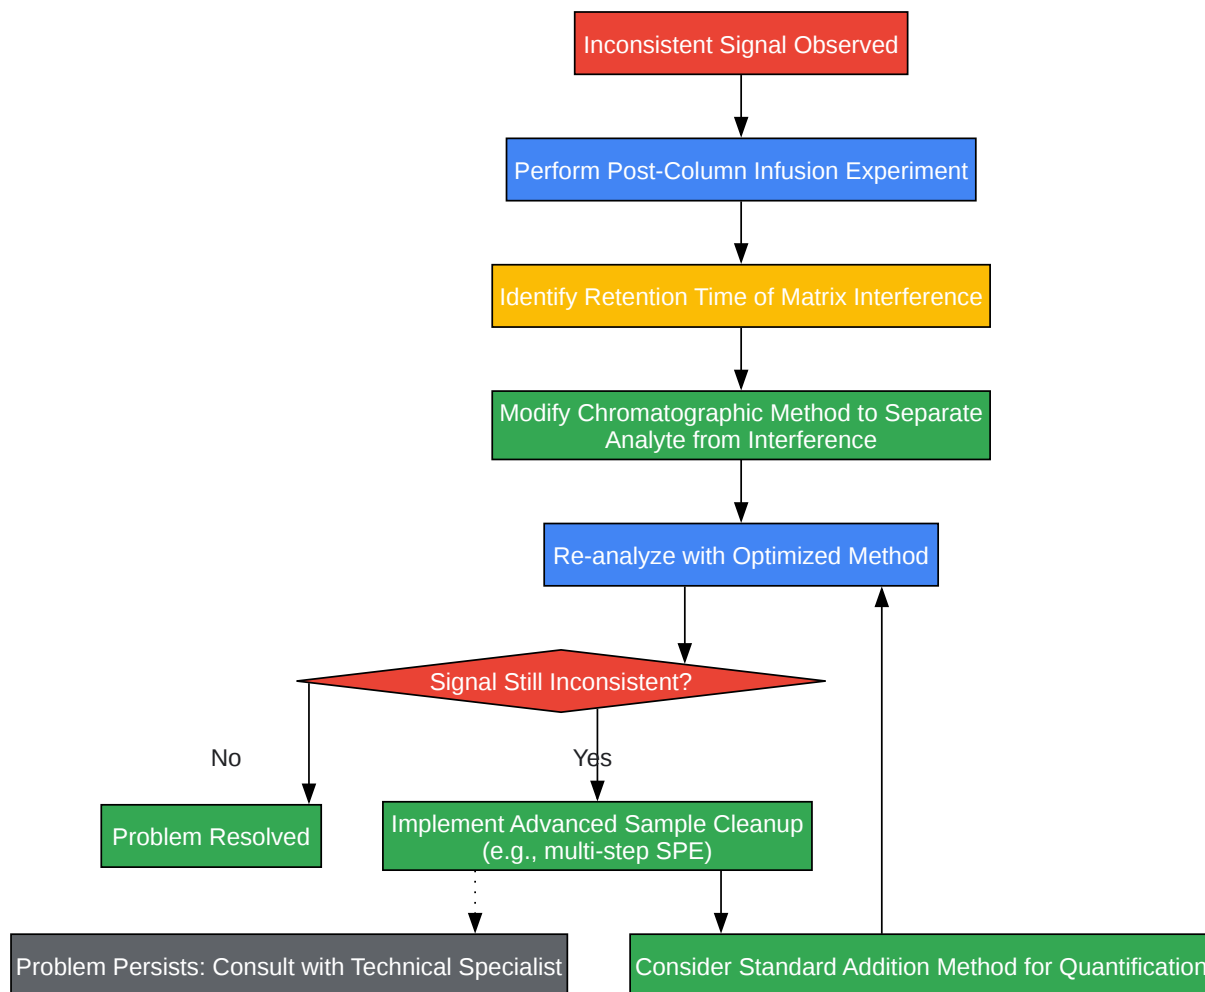 Inconsistent Signal Observed
Perform Post-Column Infusion Experiment
Identify Retention Time of Matrix Interference
Modify Chromatographic Method to Separate
Analyte from Interference
Re-analyze with Optimized Method
Signal Still Inconsistent?
No
Yes
Problem Resolved
Implement Advanced Sample Cleanup
(e.g., multi-step SPE)
Problem Persists: Consult with Technical Specialist
Consider Standard Addition Method for Quantification